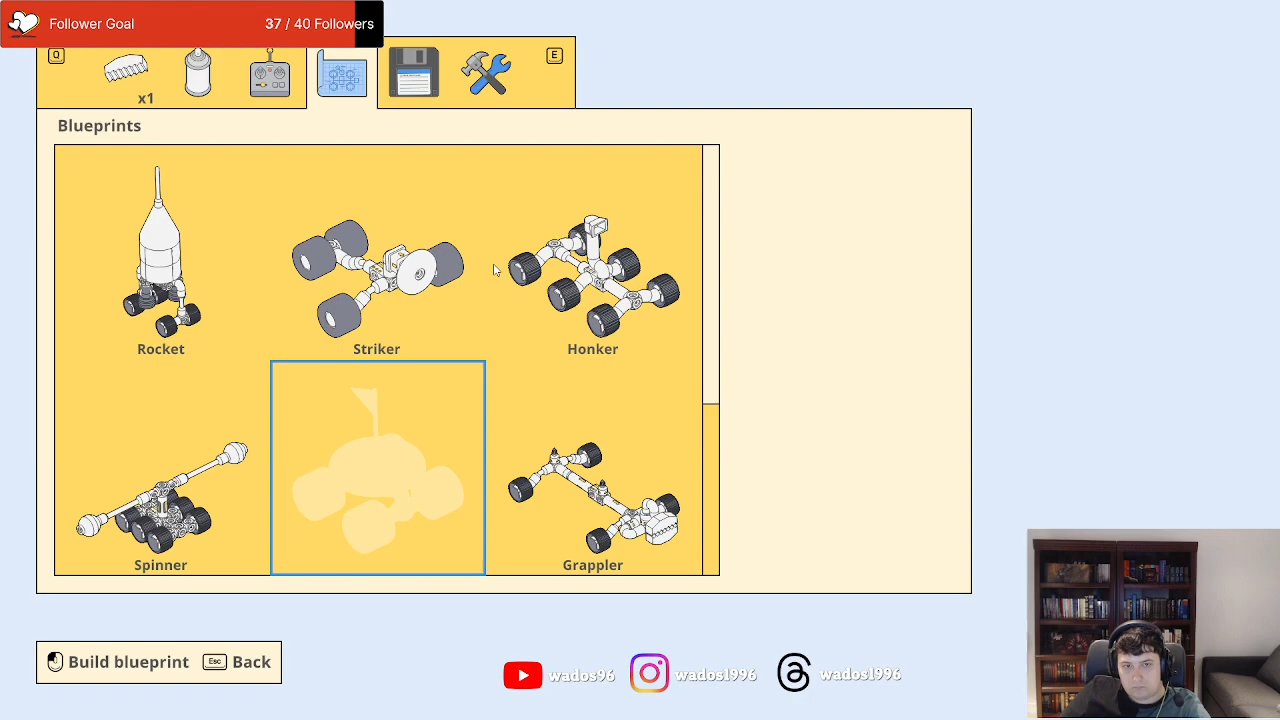 Follower Goal 37 / 40 Followers
Q E
x1
Blueprints
Rocket Striker Honker
Spinner Grappler
Build blueprint Esc Back
wados96 wados1996 wados1996